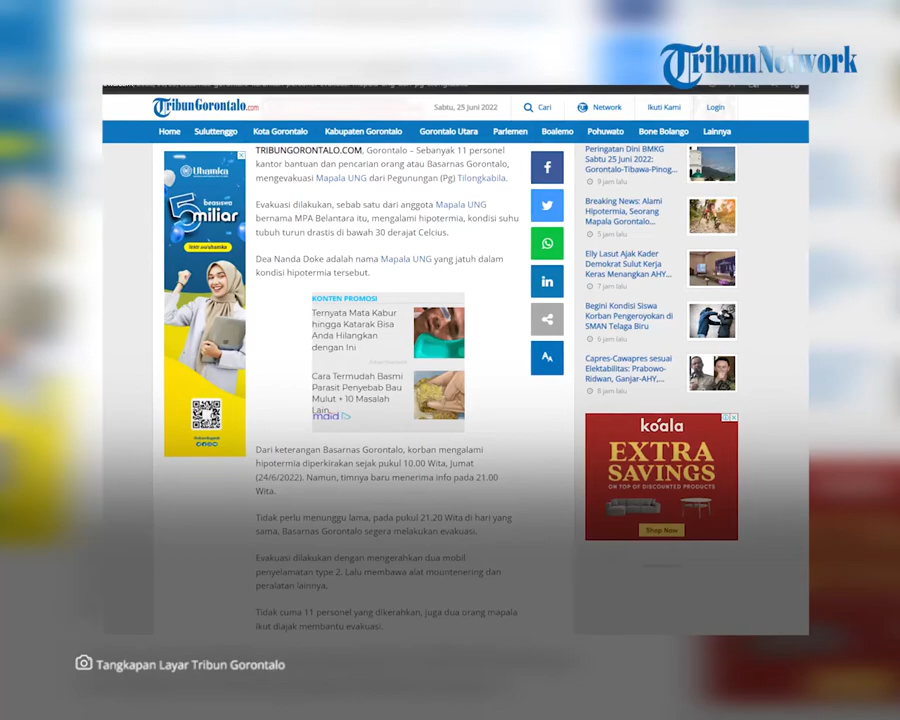 TribunNetwork
TribunGorontalo.com
Sabtu, 25 Juni 2022
Cari
Network
Ikuti Kami
Login
Home
Suluttenggo
Kota Gorontalo
Kabupaten Gorontalo
Gorontalo Utara
Parlemen
Boalemo
Pohuwato
Bone Bolango
Lainnya
Uhamka
beasiswa
5 miliar
TRIBUNGORONTALO.COM, Gorontalo – Sebanyak 11 personel
kantor bantuan dan pencarian orang atau Basarnas Gorontalo,
mengevakuasi Mapala UNG dari Pegunungan (Pg) Tilongkabila.
Evakuasi dilakukan, sebab satu dari anggota Mapala UNG
bernama MPA Belantara itu, mengalami hipotermia, kondisi suhu
tubuh turun drastis di bawah 30 derajat Celcius.
Dea Nanda Doke adalah nama Mapala UNG yang jatuh dalam
kondisi hipotermia tersebut.
KONTEN PROMOSI
Ternyata Mata Kabur
hingga Katarak Bisa
Anda Hilangkan
dengan Ini
Cara Termudah Basmi
Parasit Penyebab Bau
Mulut + 10 Masalah
Lain
maid
Dari keterangan Basarnas Gorontalo, korban mengalami
hipotermia diperkirakan sejak pukul 10.00 Wita, Jumat
(24/6/2022). Namun, timnya baru menerima info pada 21.00
Wita.
Tidak perlu menunggu lama, pada pukul 21.20 Wita di hari yang
sama, Basarnas Gorontalo segera melakukan evakuasi.
Evakuasi dilakukan dengan mengerahkan dua mobil
penyelamatan type 2. Lalu membawa alat mountenering dan
peralatan lainnya.
Tidak cuma 11 personel yang dikerahkan, juga dua orang mapala
ikut diajak membantu evakuasi.
Peringatan Dini BMKG
Sabtu 25 Juni 2022:
Gorontalo-Tibawa-Pinog...
9 jam lalu
Breaking News: Alami
Hipotermia, Seorang
Mapala Gorontalo...
5 jam lalu
Elly Lasut Ajak Kader
Demokrat Sulut Kerja
Keras Menangkan AHY...
7 jam lalu
Begini Kondisi Siswa
Korban Pengeroyokan di
SMAN Telaga Biru
6 jam lalu
Capres-Cawapres sesuai
Elektabilitas: Prabowo-
Ridwan, Ganjar-AHY,...
8 jam lalu
koala
EXTRA
SAVINGS
ON TOP OF DISCOUNTED PRODUCTS
Shop Now
Tangkapan Layar Tribun Gorontalo